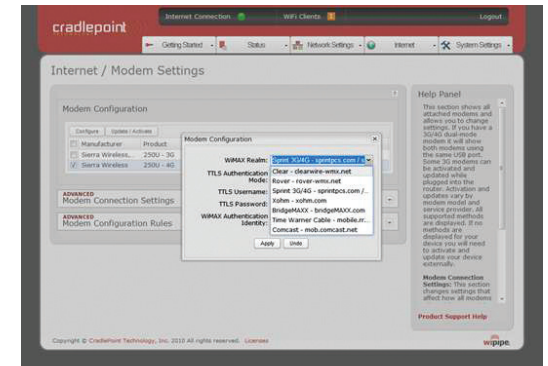 cradlepoint
Internet Connection
WiFi Clients
Logout
Getting Started
Status
Network Settings
Internet
System Settings
Internet / Modem Settings
Modem Configuration
Configure
Update / Activate
Manufacturer Product
Sierra Wireless, 250U - 3G
Sierra Wireless, 250U - 4G
ADVANCED
Modem Connection Settings
ADVANCED
Modem Configuration Rules
Modem Configuration
WiMAX Realm: Sprint 3G/4G - sprintpcs.com / s
TTLS Authentication Mode:
TTLS Username:
TTLS Password:
WiMAX Authentication Identity:
Clear - clearwire-wmx.net
Rover - rover-wmx.net
Sprint 3G/4G - sprintpcs.com /..
Xohm - xohm.com
BridgeMAXX - bridgeMAXX.com
Time Warner Cable - mobile.rr...
Comcast - mob.comcast.net
Apply
Undo
Help Panel
This section shows all
attached modems and
allows you to change
settings. If you have a
3G/4G dual-mode
modem it will show
both modems using
the same USB port.
Some 3G modems can
be activated and
updated while
plugged into the
router. Activation and
updates vary by
modem model and
service provider. All
supported methods
are displayed. If no
methods are
displayed for your
device you will need
to activate and
update your device
externally.
Modem Connection
Settings: This section
changes settings that
affect how all modems
Product Support Help
Copyright © CradlePoint Technology, Inc. 2010 All rights reserved. Licenses
wipipe